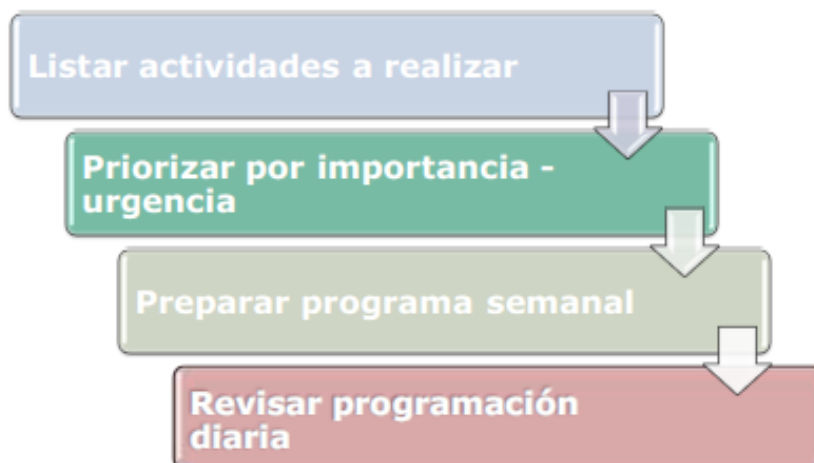 Listar actividades a realizar
Priorizar por importancia -
urgencia
Preparar programa semanal
Revisar programación
diaria